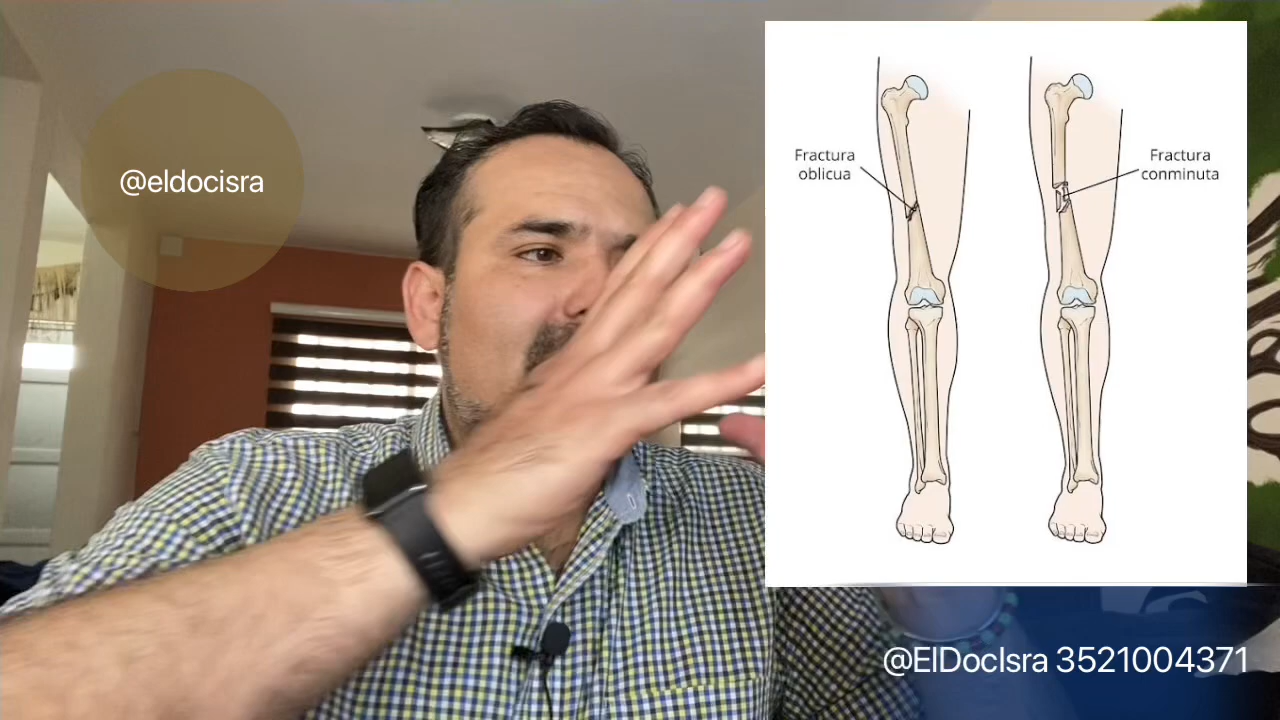 @eldocisra
Fractura
oblicua
Fractura
conminuta
@ElDocIsra 3521004371